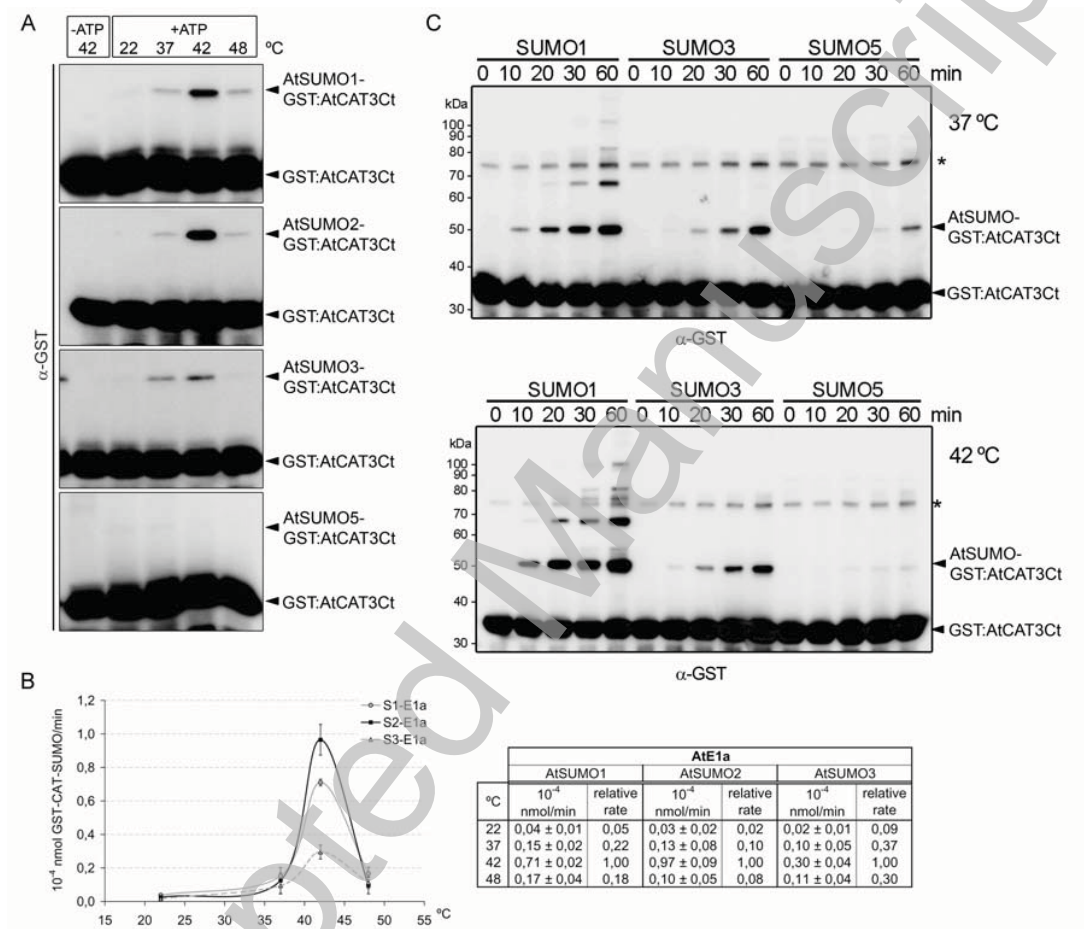 A
-ATP +ATP
42 22 37 42 48 ºC
AtSUMO1-
GST:AtCAT3Ct
GST:AtCAT3Ct
AtSUMO2-
GST:AtCAT3Ct
GST:AtCAT3Ct
AtSUMO3-
GST:AtCAT3Ct
GST:AtCAT3Ct
AtSUMO5-
GST:AtCAT3Ct
GST:AtCAT3Ct
α-GST
C
SUMO1 SUMO3 SUMO5
0 10 20 30 60 0 10 20 30 60 0 10 20 30 60 min
kDa
100
90
80
70
60
50
40
30
37 ºC
*
AtSUMO-
GST:AtCAT3Ct
GST:AtCAT3Ct
α-GST
SUMO1 SUMO3 SUMO5
0 10 20 30 60 0 10 20 30 60 0 10 20 30 60 min
kDa
100
90
80
70
60
50
40
30
42 ºC
*
AtSUMO-
GST:AtCAT3Ct
GST:AtCAT3Ct
α-GST
B
10⁻⁴ nmol GST-CAT-SUMO/min
1,2
1,0
0,8
0,6
0,4
0,2
0,0
15 20 25 30 35 40 45 50 55 ºC
S1-E1a
S2-E1a
S3-E1a
AtE1a
AtSUMO1 AtSUMO2 AtSUMO3
ºC 10⁻⁴ nmol/min relative rate 10⁻⁴ nmol/min relative rate 10⁻⁴ nmol/min relative rate
22 0,04 ± 0,01 0,05 0,03 ± 0,02 0,02 0,02 ± 0,01 0,09
37 0,15 ± 0,02 0,22 0,13 ± 0,08 0,10 0,10 ± 0,05 0,37
42 0,71 ± 0,02 1,00 0,97 ± 0,09 1,00 0,30 ± 0,04 1,00
48 0,17 ± 0,04 0,18 0,10 ± 0,05 0,08 0,11 ± 0,04 0,30
pted Manuscrip